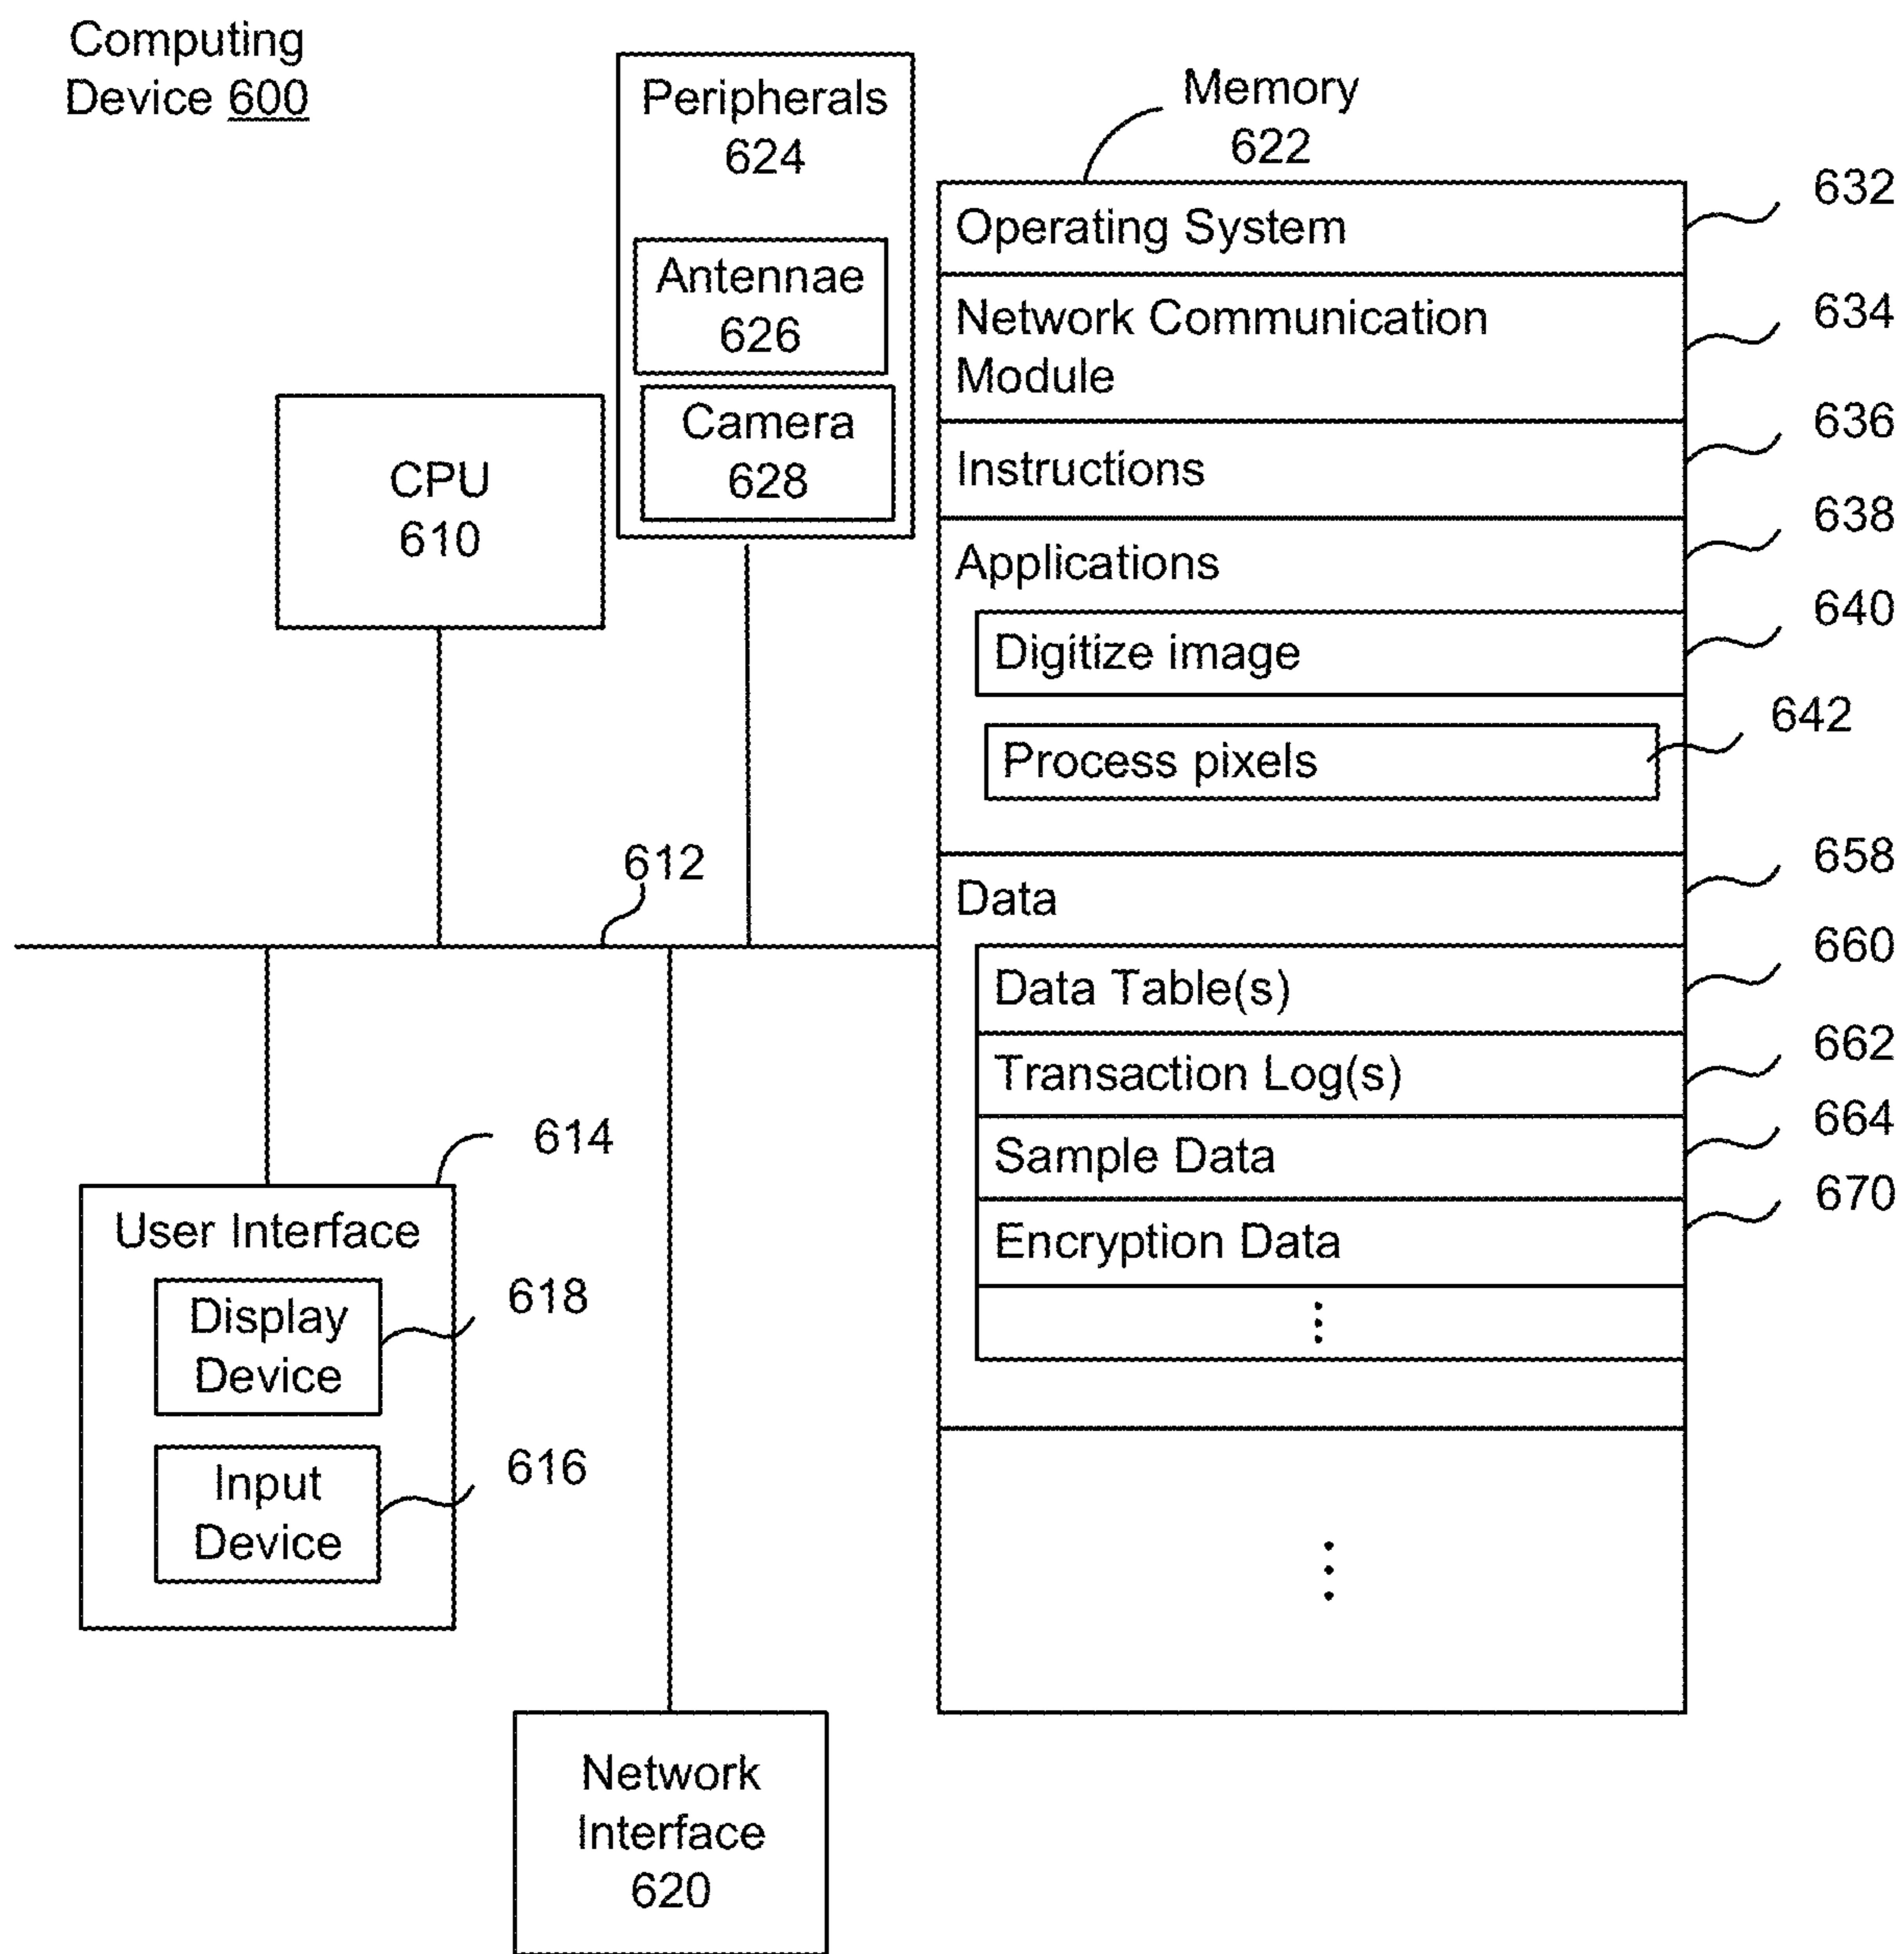 Computing
Device 600
Peripherals
624
Antennae
626
Camera
628
CPU
610
Memory
622
Operating System
632
Network Communication
Module
634
Instructions
636
Applications
638
Digitize image
640
Process pixels
642
612
Data
658
Data Table(s)
660
Transaction Log(s)
662
Sample Data
664
Encryption Data
670
614
User Interface
Display
Device
618
Input
Device
616
Network
Interface
620